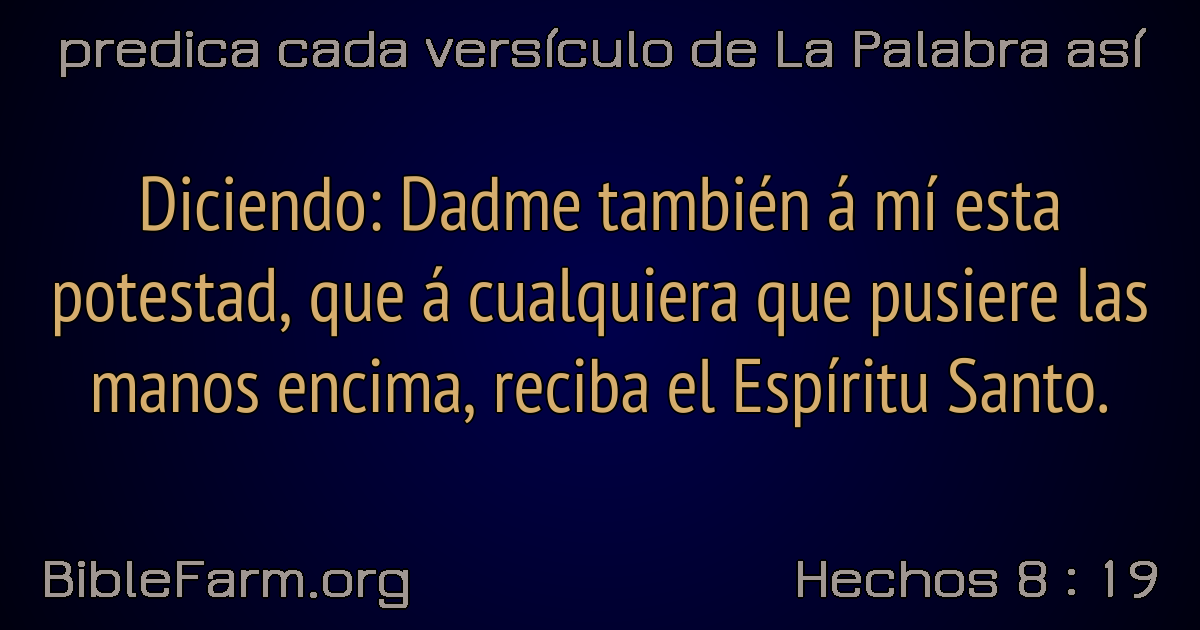 predica cada versículo de La Palabra así
Diciendo: Dadme también á mí esta
potestad, que á cualquiera que pusiere las
manos encima, reciba el Espíritu Santo.
BibleFarm.org
Hechos 8 : 19